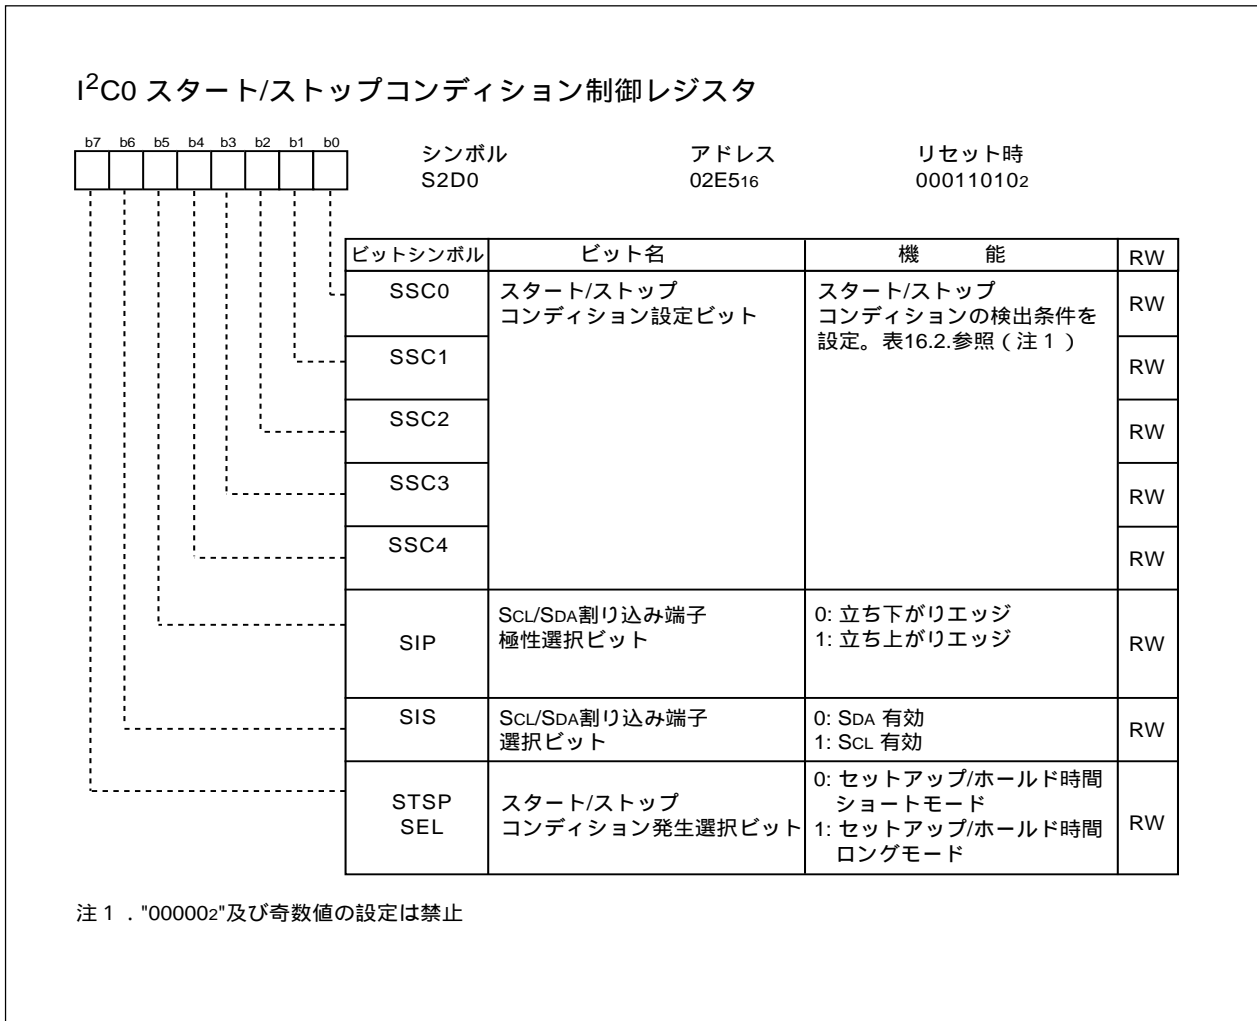 I2C0 スタート/ストップコンディション制御レジスタ
b7 b6 b5 b4 b3 b2 b1 b0
シンボル アドレス リセット時
S2D0 02E516 000110102
ビットシンボル ビット名 機 能 RW
SSC0 スタート/ストップ スタート/ストップ RW
コンディション設定ビット コンディションの検出条件を
設定。表16.2.参照(注1)
SSC1 RW
SSC2 RW
SSC3 RW
SSC4 RW
SCL/SDA割り込み端子 0: 立ち下がりエッジ
SIP 極性選択ビット 1: 立ち上がりエッジ RW
SIS SCL/SDA割り込み端子 0: SDA 有効 RW
選択ビット 1: SCL 有効
0: セットアップ/ホールド時間
STSP スタート/ストップ ショートモード
SEL コンディション発生選択ビット 1: セットアップ/ホールド時間 RW
ロングモード
注1."000002"及び奇数値の設定は禁止